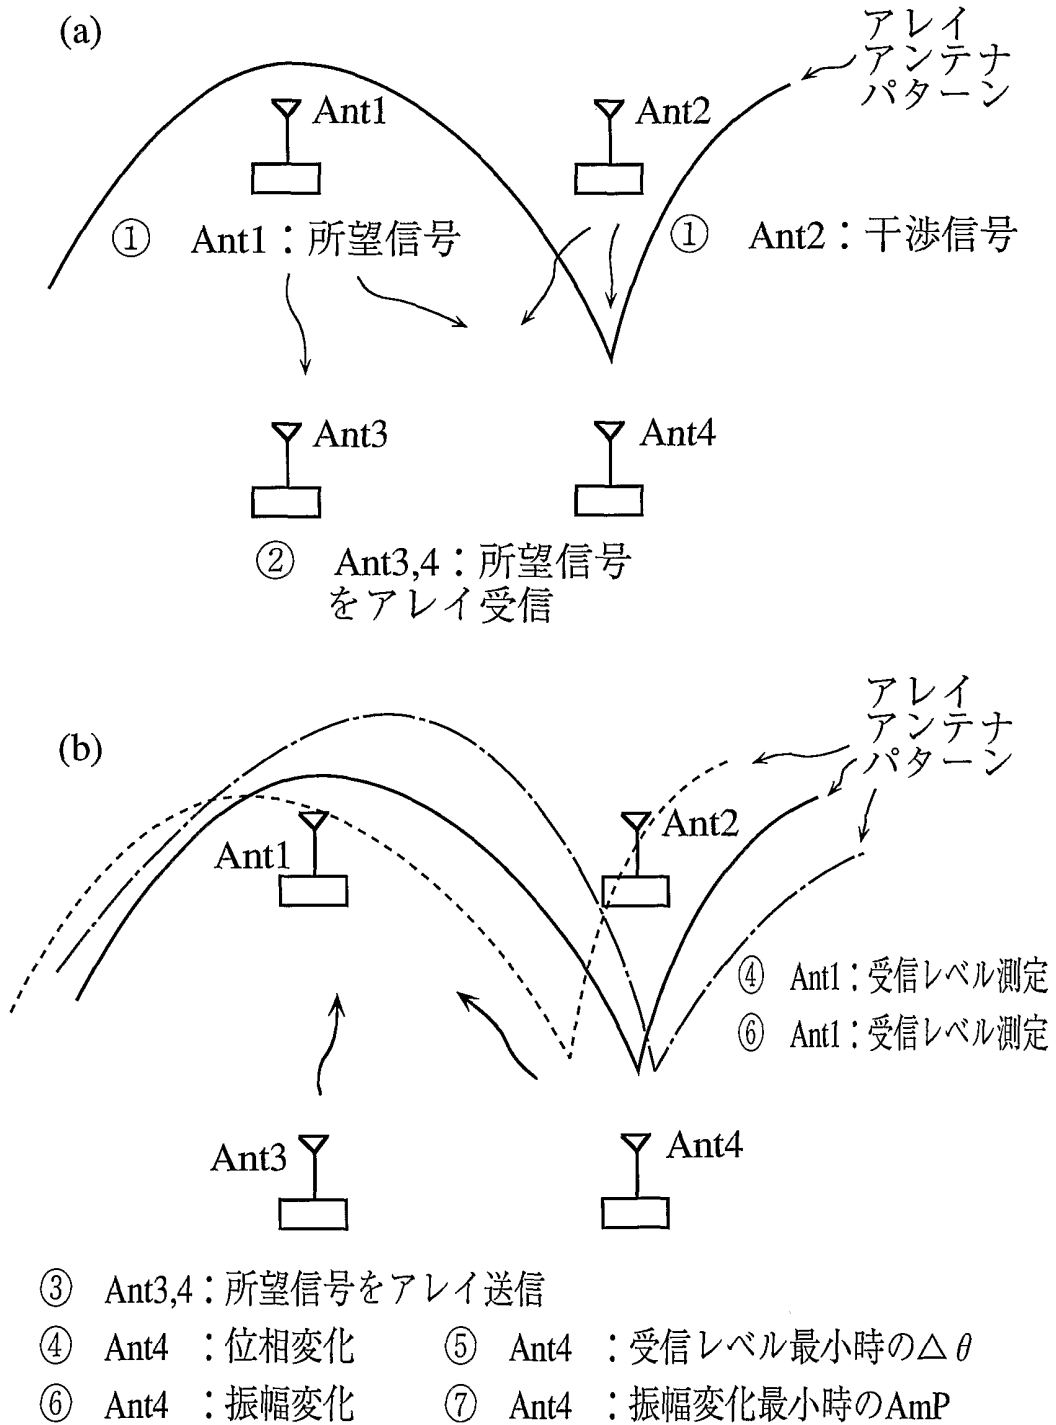 (a)
アレイ
アンテナ
パターン
Ant1
Ant2
① Ant1：所望信号
① Ant2：干渉信号
Ant3
Ant4
② Ant3,4：所望信号
をアレイ受信
(b)
アレイ
アンテナ
パターン
Ant1
Ant2
④ Ant1：受信レベル測定
⑥ Ant1：受信レベル測定
Ant3
Ant4
③ Ant3,4：所望信号をアレイ送信
④ Ant4 ：位相変化 ⑤ Ant4 ：受信レベル最小時の△θ
⑥ Ant4 ：振幅変化 ⑦ Ant4 ：振幅変化最小時のAmP